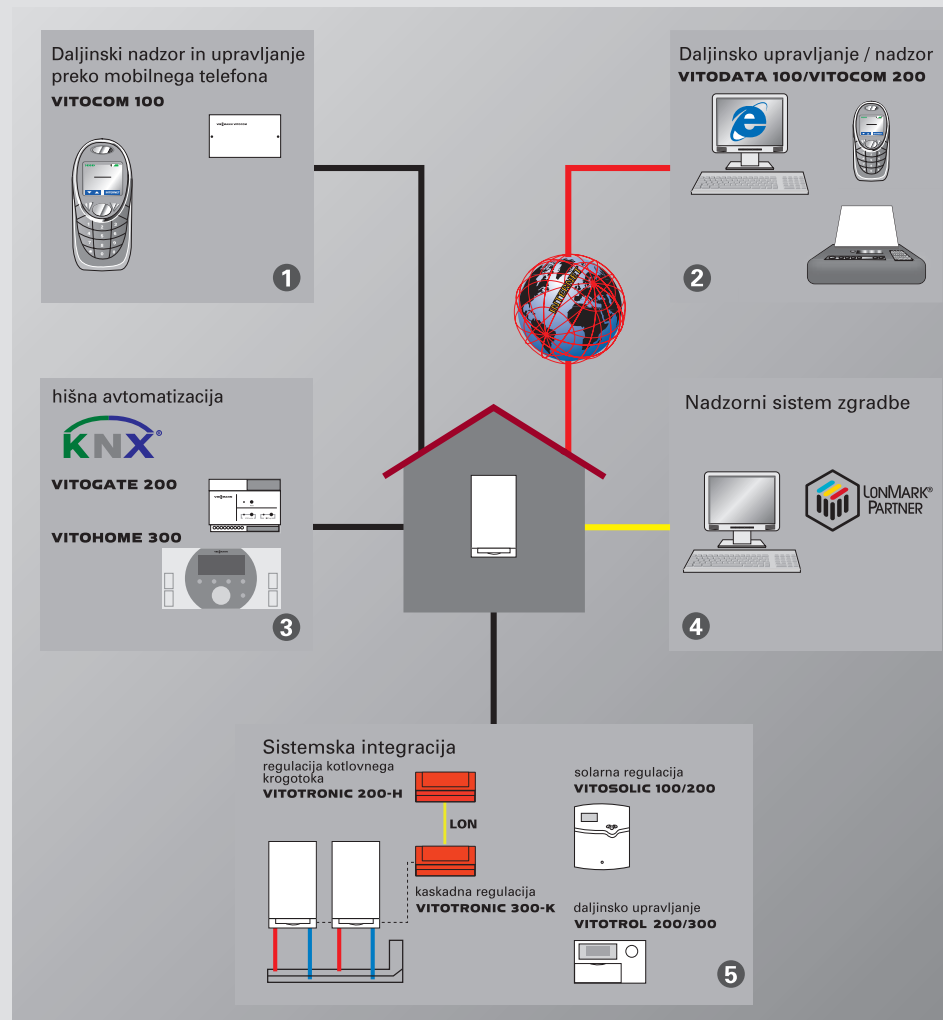 Daljinski nadzor in upravljanje
preko mobilnega telefona
VITOCOM 100
1
Daljinsko upravljanje / nadzor
VITODATA 100/VITOCOM 200
2
INTERNET
hišna avtomatizacija
KNX®
VITOGATE 200
VITOHOME 300
3
Nadzorni sistem zgradbe
LONMARK®
PARTNER
4
Sistemska integracija
regulacija kotlovnega
krogotoka
VITOTRONIC 200-H
LON
kaskadna regulacija
VITOTRONIC 300-K
solarna regulacija
VITOSOLIC 100/200
daljinsko upravljanje
VITOTROL 200/300
5